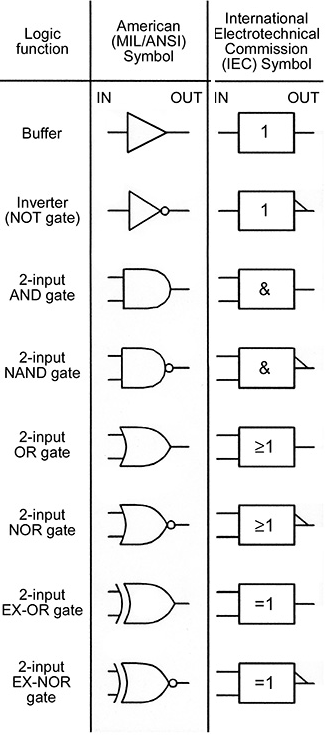 Logic
function
American
(MIL/ANSI)
Symbol
International
Electrotechnical
Commission
(IEC) Symbol
IN OUT
IN OUT
Buffer
1
Inverter
(NOT gate)
1
2-input
AND gate
&
2-input
NAND gate
&
2-input
OR gate
≥1
2-input
NOR gate
≥1
2-input
EX-OR gate
=1
2-input
EX-NOR
gate
=1